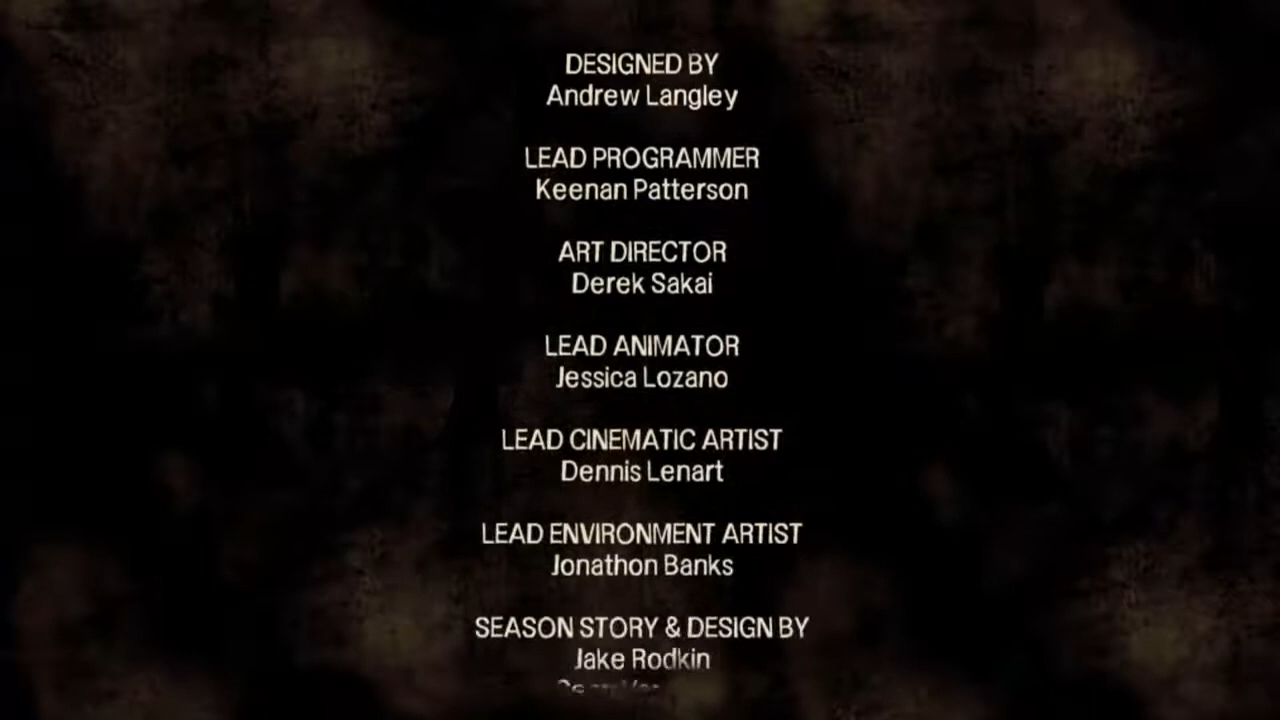 DESIGNED BY
Andrew Langley
LEAD PROGRAMMER
Keenan Patterson
ART DIRECTOR
Derek Sakai
LEAD ANIMATOR
Jessica Lozano
LEAD CINEMATIC ARTIST
Dennis Lenart
LEAD ENVIRONMENT ARTIST
Jonathon Banks
SEASON STORY & DESIGN BY
Jake Rodkin